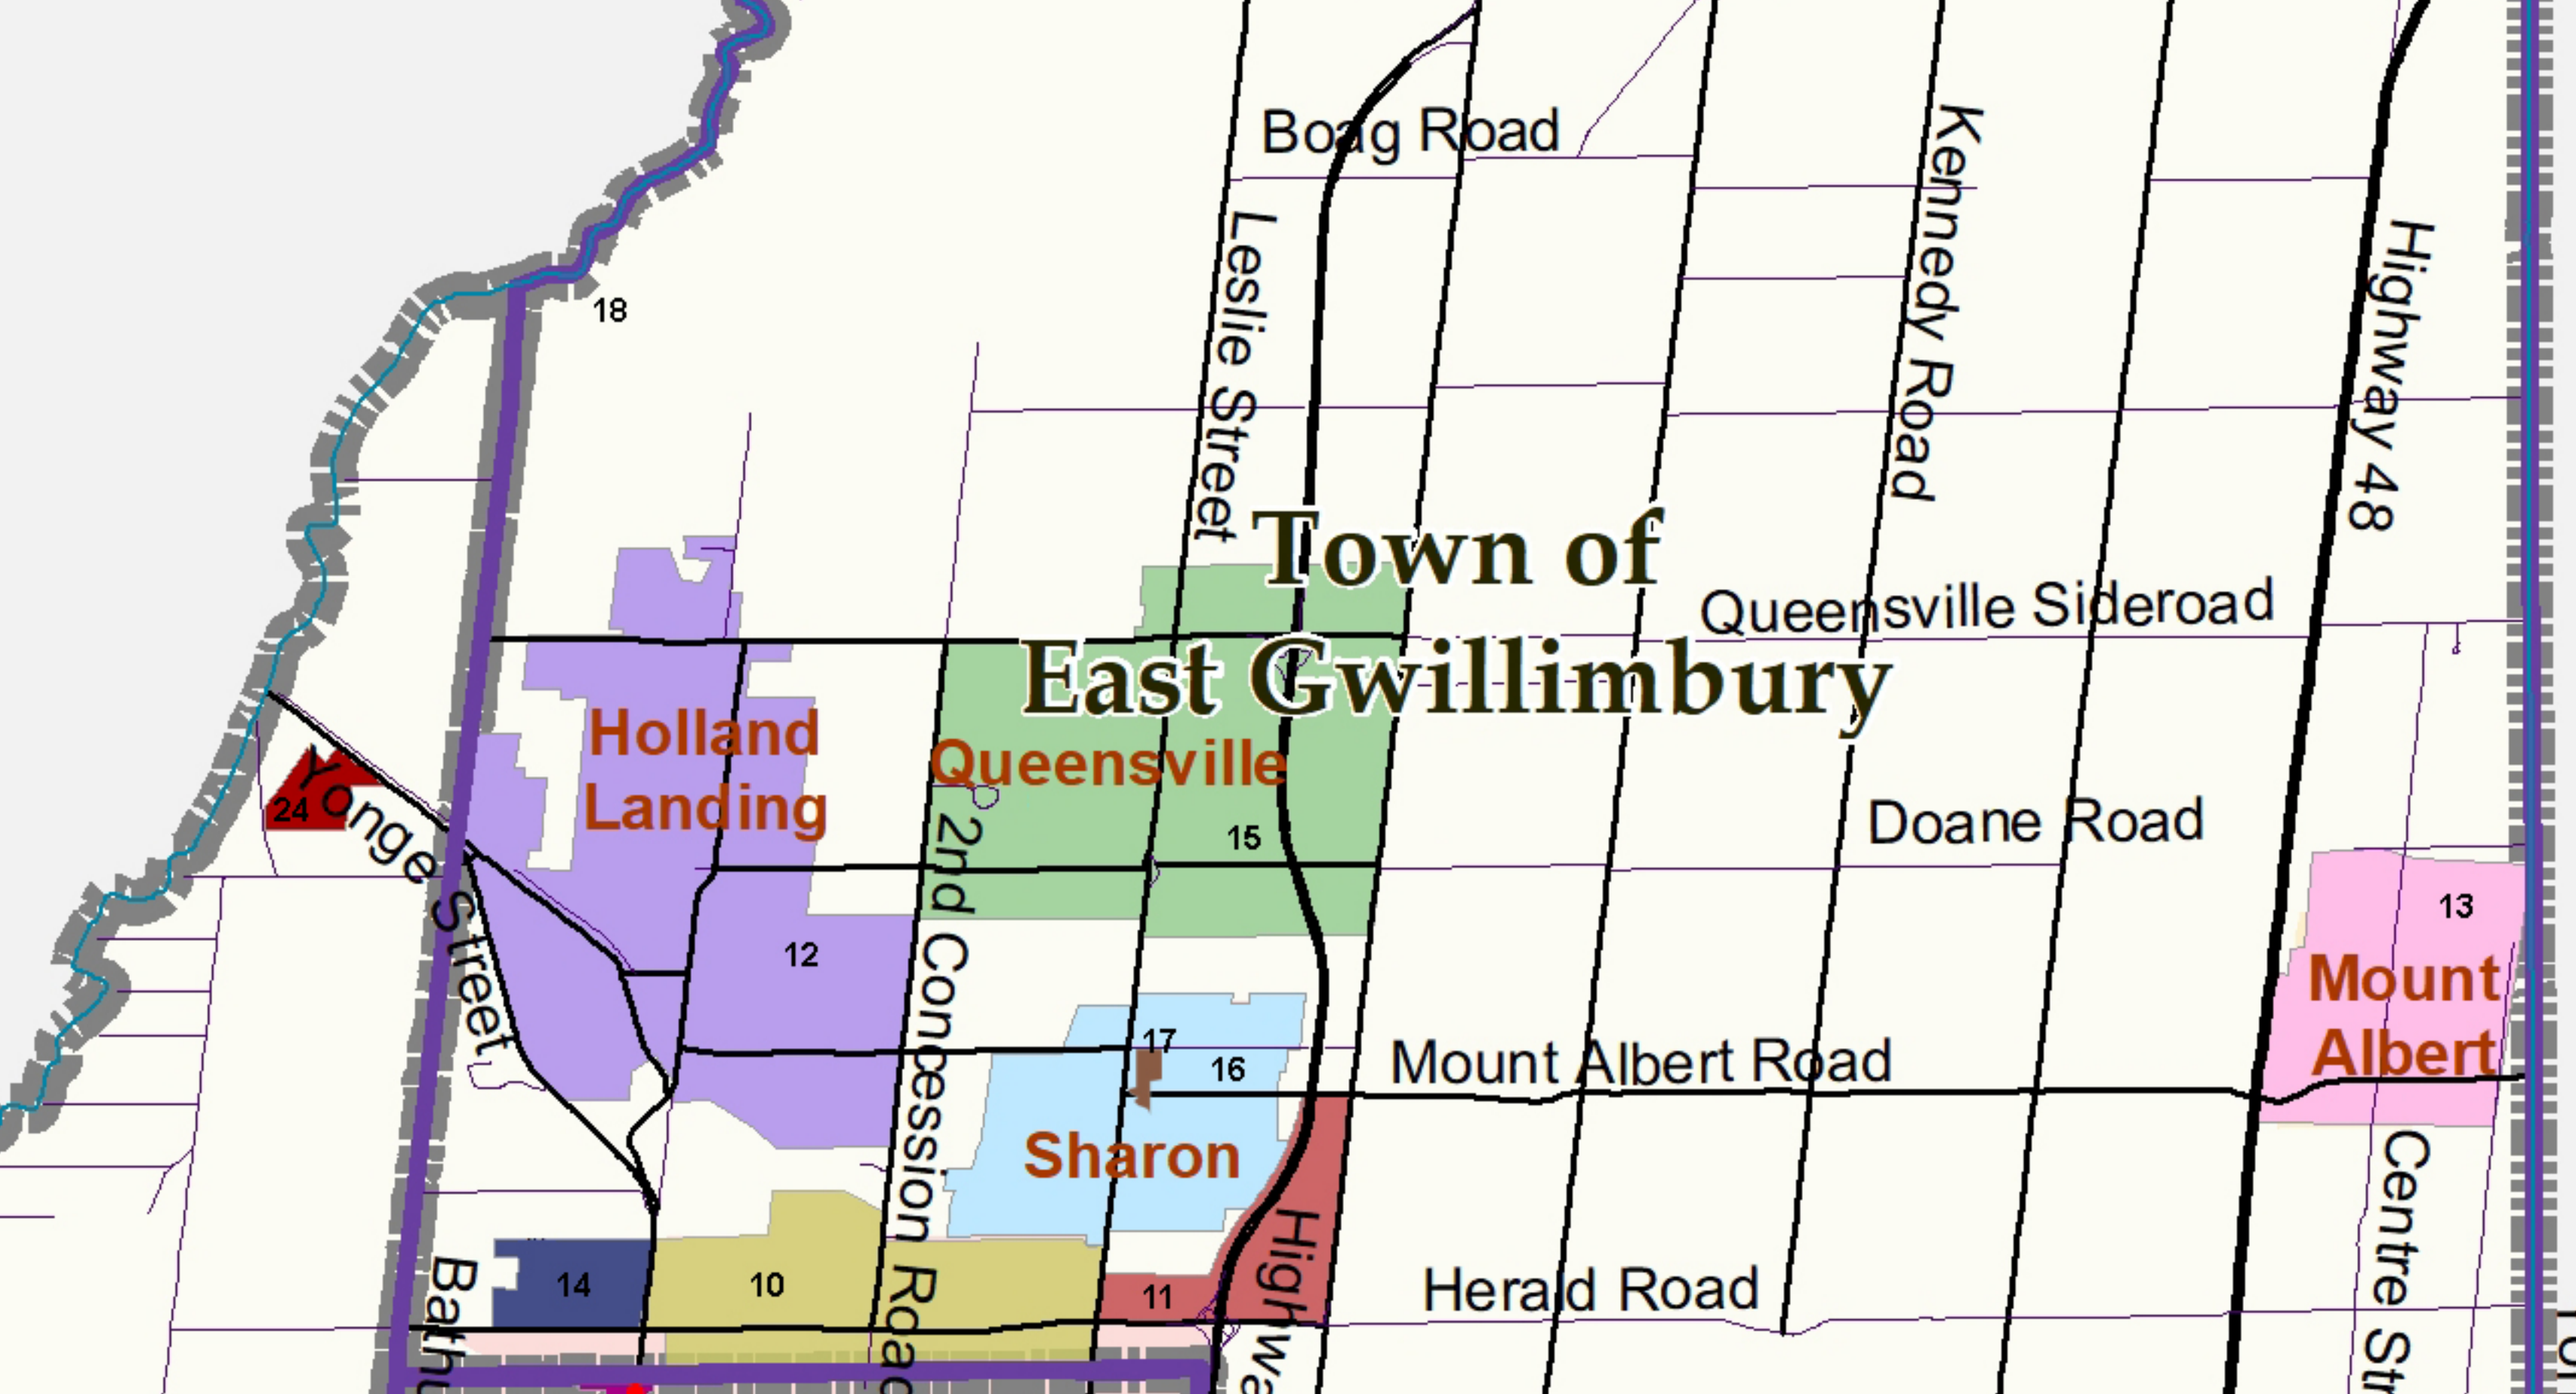 Boag Road
Kennedy Road
Leslie Street
Highway 48
18
Town of
East Gwillimbury
Queensville Sideroad
Holland
Landing
Queensville
24
Yonge Street
15
2nd Concession Road
Doane Road
12
13
Mount
Albert
17
16
Mount Albert Road
Sharon
Centre Str
14
10
11
Highwa
Herald Road
Bathu